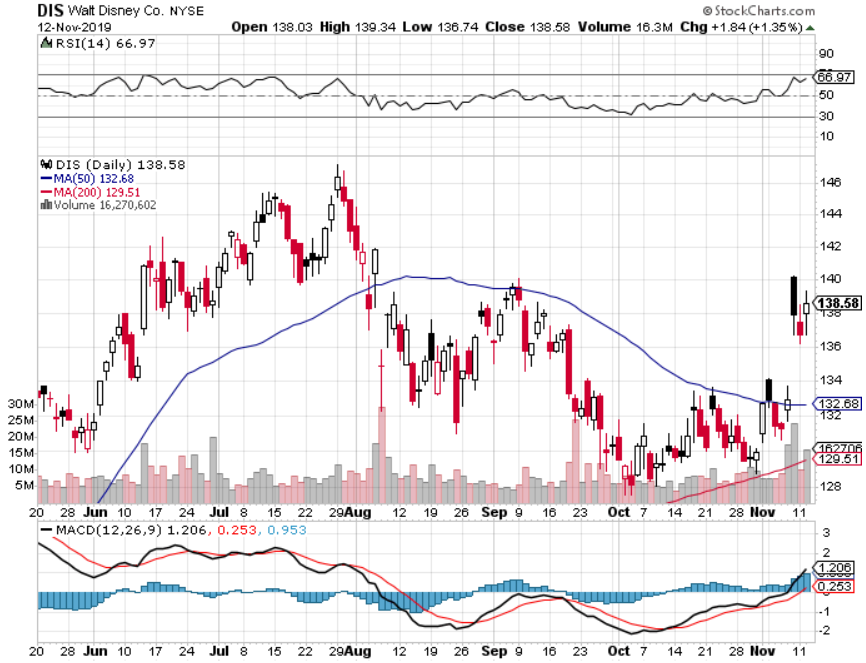 DIS Walt Disney Co. NYSE © StockCharts.com
12-Nov-2019 Open 138.03 High 139.34 Low 136.74 Close 138.58 Volume 16.3M Chg +1.84 (+1.35%)
RSI(14) 66.97
90
66.97
50
30
10
DIS (Daily) 138.58
MA(50) 132.68
MA(200) 129.51
Volume 16,270,602
146
144
142
140
138.58
138
136
134
132.68
132
129.51
128
30M
25M
20M
15M
10M
5M
20 28 Jun 10 17 24 Jul 8 15 22 29 Aug 12 19 26 Sep 9 16 23 Oct 7 14 21 28 Nov 11
MACD(12,26,9) 1.206, 0.253, 0.953
3
2
1.206
0.253
-1
-2
20 28 Jun 10 17 24 Jul 8 15 22 29 Aug 12 19 26 Sep 9 16 23 Oct 7 14 21 28 Nov 11